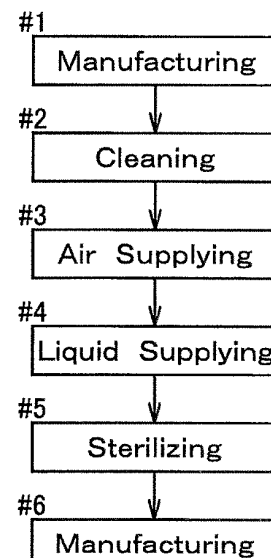 #1
Manufacturing
#2
Cleaning
#3
Air Supplying
#4
Liquid Supplying
#5
Sterilizing
#6
Manufacturing